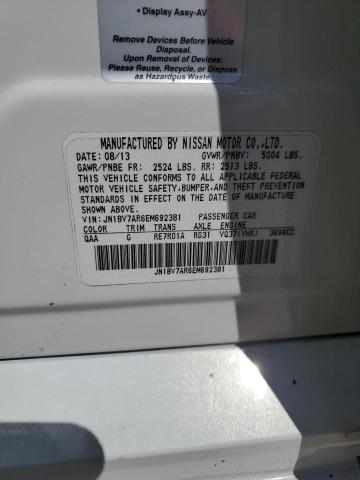 • Display Assy-AV
Remove Devices Before Vehicle
Disposal.
Upon Removal of Devices:
Please Reuse, Recycle, or Dispose
as Hazardous Waste.
MANUFACTURED BY NISSAN MOTOR CO.,LTD.
DATE: 08/13 GVWR/PNBV: 5004 LBS.
GAWR/PNBE FR: 2524 LBS. RR: 2513 LBS.
THIS VEHICLE CONFORMS TO ALL APPLICABLE FEDERAL
MOTOR VEHICLE SAFETY,BUMPER,AND THEFT PREVENTION
STANDARDS IN EFFECT ON THE DATE OF MANUFACTURE
SHOWN ABOVE.
VIN: JN1BV7AR6EM692381 PASSENGER CAR
COLOR TRIM TRANS AXLE ENGINE
QAA G RE7R01A RG31 VQ37(VHR) 3696CC
JN1BV7AR6EM692381